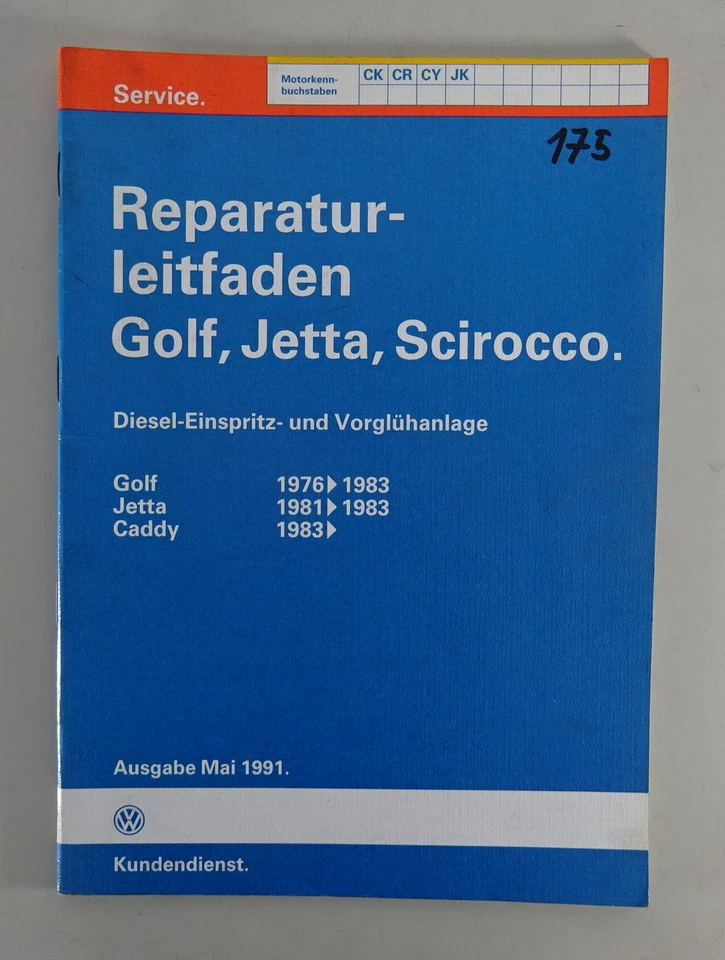 Service.
Motorkenn-
buchstaben
CK CR CY JK
175
Reparatur-
leitfaden
Golf, Jetta, Scirocco.
Diesel-Einspritz- und Vorglühanlage
Golf 1976 ▶ 1983
Jetta 1981 ▶ 1983
Caddy 1983 ▶
Ausgabe Mai 1991.
VW
Kundendienst.